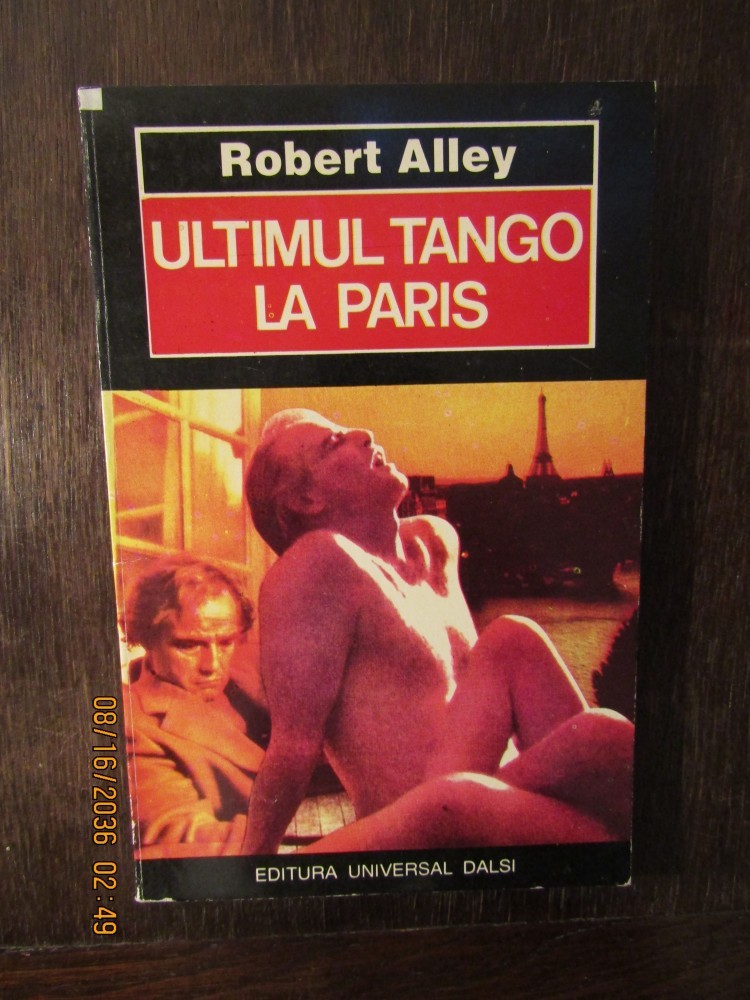 Robert Alley
ULTIMUL TANGO
LA PARIS
EDITURA UNIVERSAL DALSI
08/16/2036 02:49